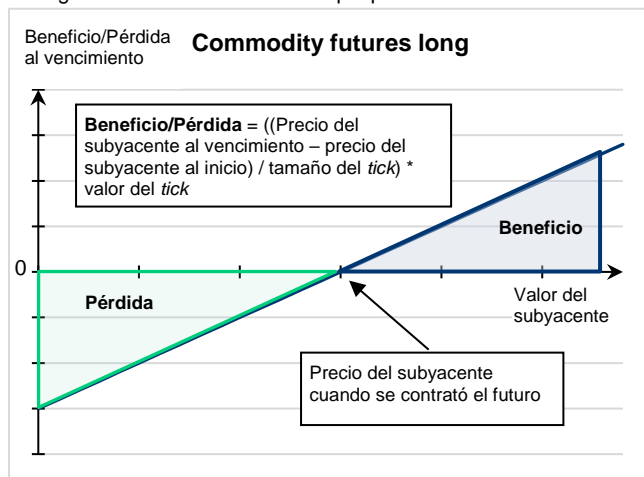 Beneficio/Pérdida
al vencimiento
Commodity futures long
Beneficio/Pérdida = ((Precio del
subyacente al vencimiento – precio del
subyacente al inicio) / tamaño del tick) *
valor del tick
Beneficio
0
Pérdida
Valor del
subyacente
Precio del subyacente
cuando se contrató el futuro